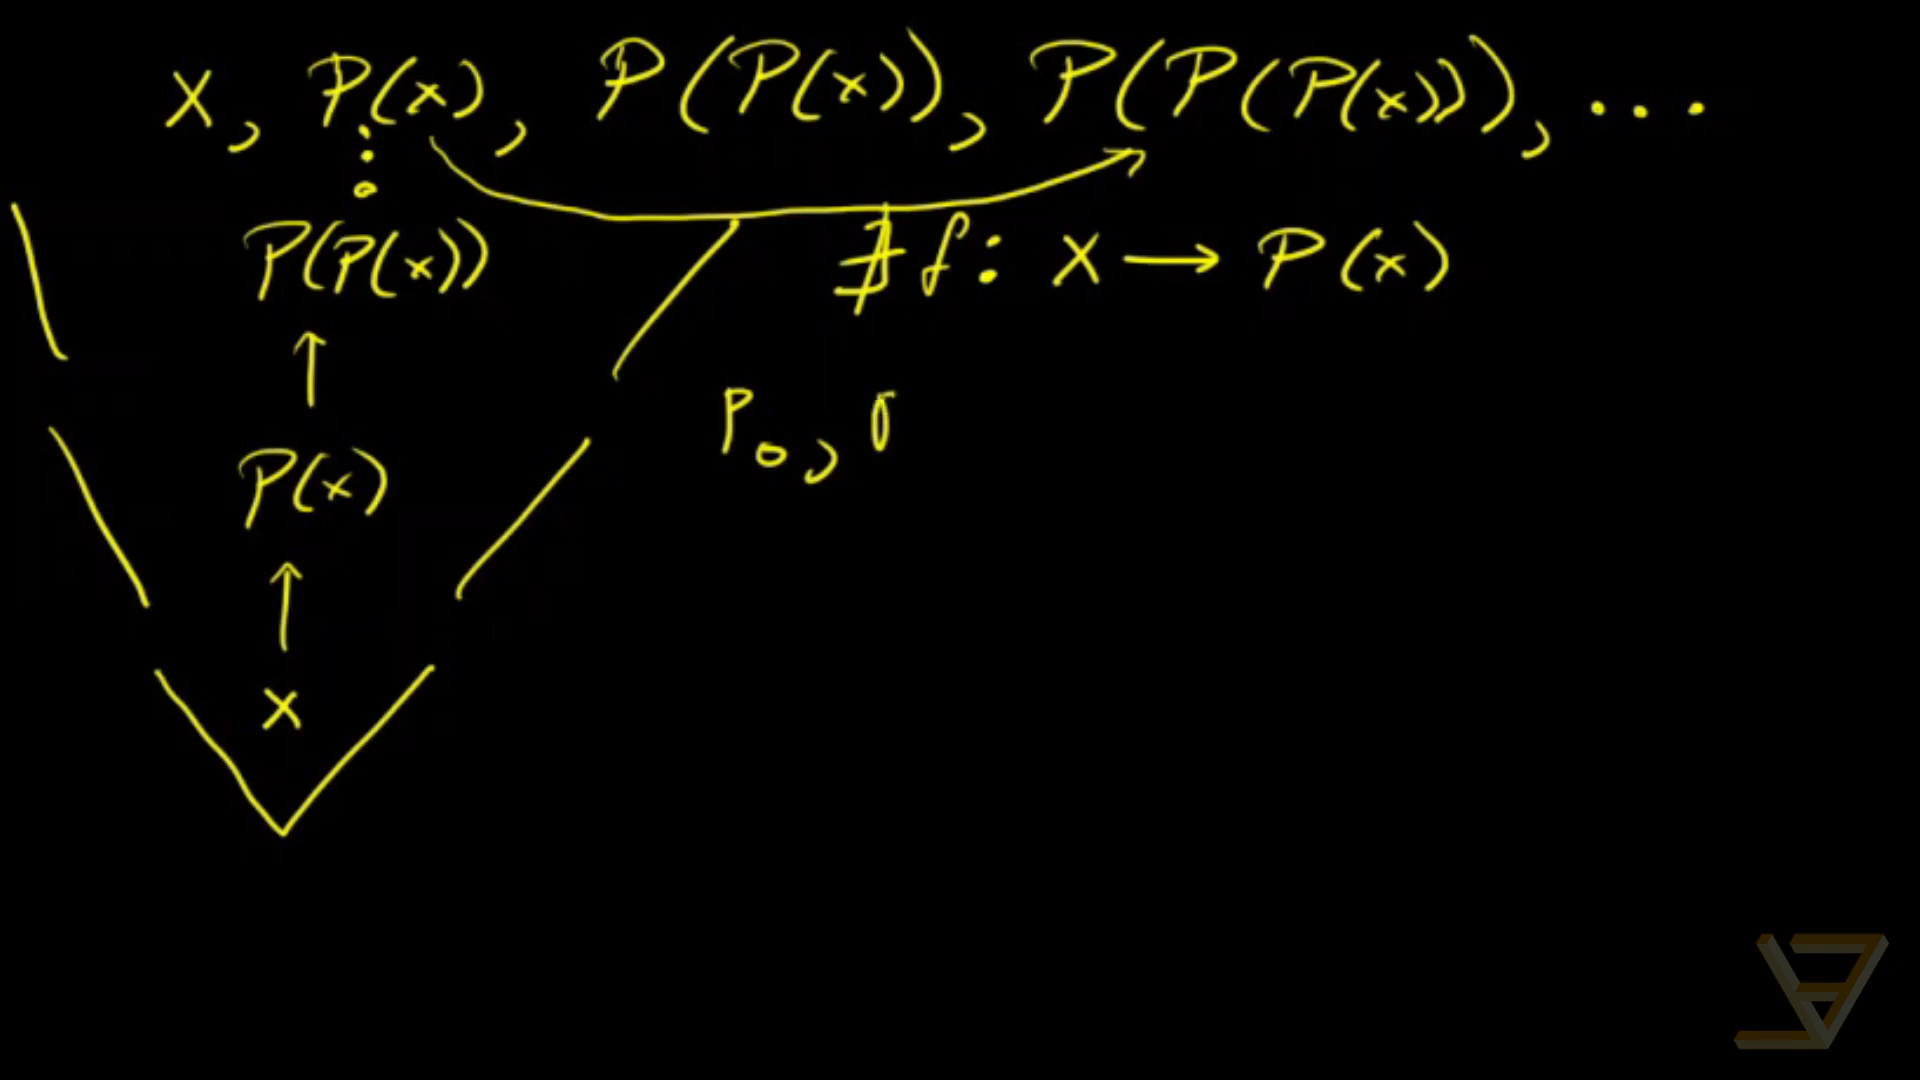 X, P(x), P(P(x)), P(P(P(x))), ...
P(P(x))
∄ f: X → P(x)
P(x)
P₀, σ
X